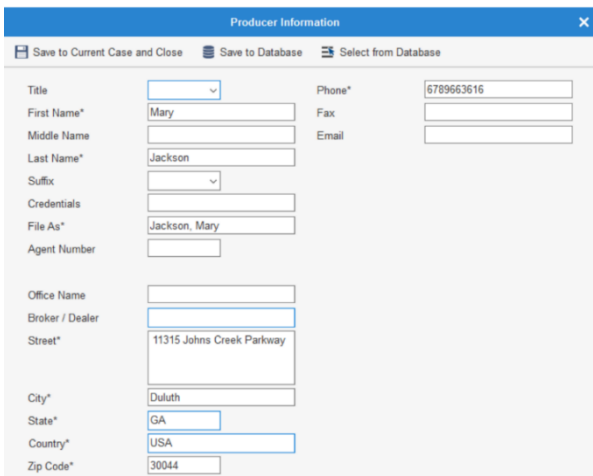 Producer Information
Save to Current Case and Close Save to Database Select from Database
Title Phone* 6789663616
First Name* Mary Fax
Middle Name Email
Last Name* Jackson
Suffix
Credentials
File As* Jackson, Mary
Agent Number
Office Name
Broker / Dealer
Street* 11315 Johns Creek Parkway
City* Duluth
State* GA
Country* USA
Zip Code* 30044